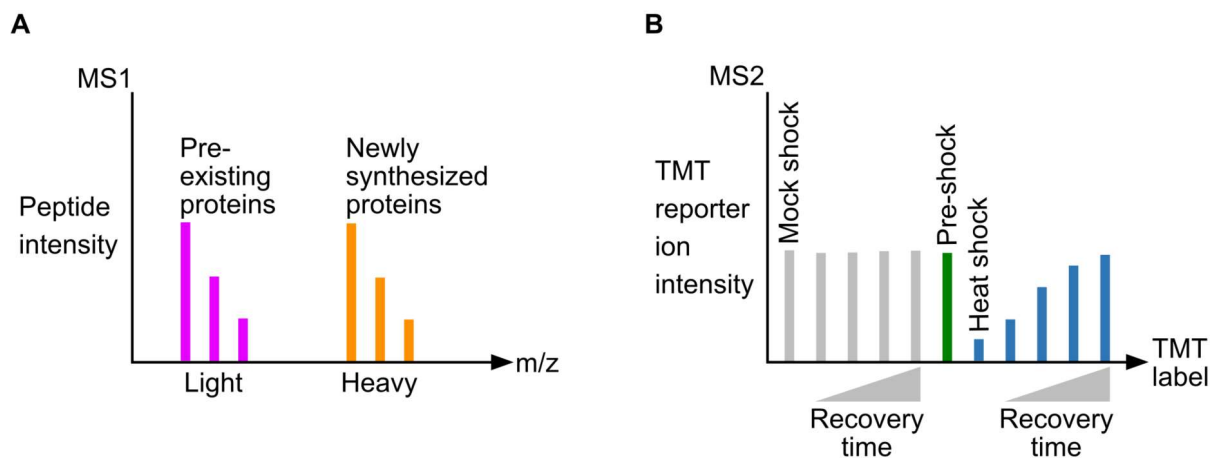 A
MS1
Pre-
existing
proteins
Newly
synthesized
proteins
Peptide
intensity
m/z
Light
Heavy
B
MS2
TMT
reporter
ion
intensity
Mock shock
Pre-shock
Heat shock
TMT
label
Recovery
time
Recovery
time